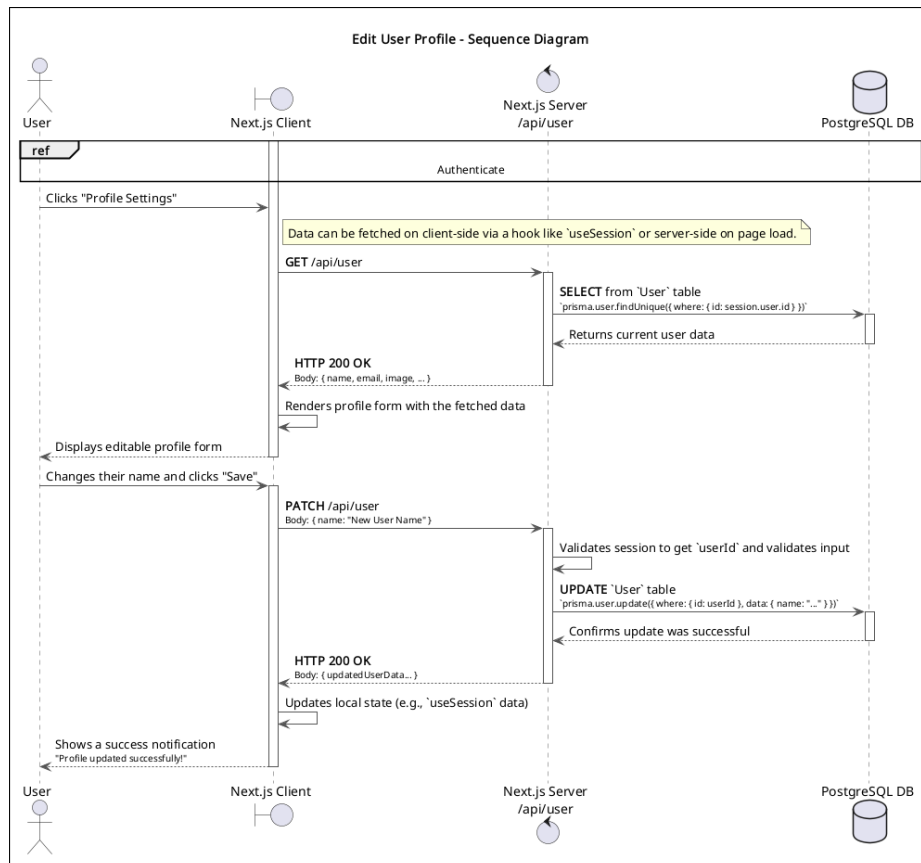 Edit User Profile - Sequence Diagram
User
Next.js Client
Next.js Server
/api/user
PostgreSQL DB
ref
Authenticate
Clicks "Profile Settings"
Data can be fetched on client-side via a hook like `useSession` or server-side on page load.
GET /api/user
SELECT from `User` table
`prisma.user.findUnique({ where: { id: session.user.id } })`
Returns current user data
HTTP 200 OK
Body: { name, email, image, ... }
Renders profile form with the fetched data
Displays editable profile form
Changes their name and clicks "Save"
PATCH /api/user
Body: { name: "New User Name" }
Validates session to get `userId` and validates input
UPDATE `User` table
`prisma.user.update({ where: { id: userId }, data: { name: "..." } })`
Confirms update was successful
HTTP 200 OK
Body: { updatedUserData... }
Updates local state (e.g., `useSession` data)
Shows a success notification
"Profile updated successfully!"
User
Next.js Client
Next.js Server
/api/user
PostgreSQL DB